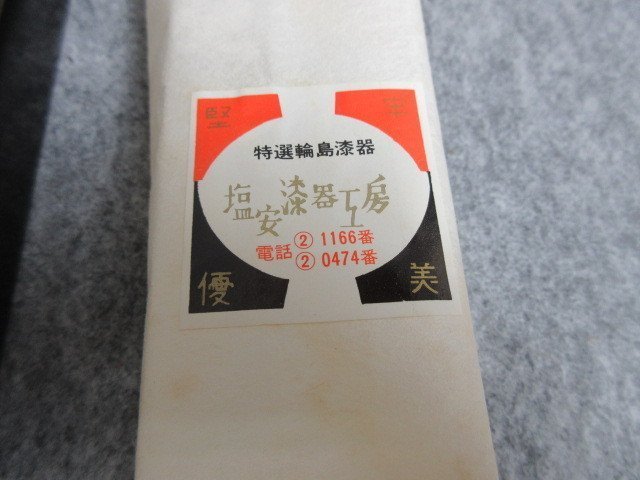 堅 牢
特選輪島漆器
塩安漆器工房
電話 ② 1166番
② 0474番
優 美